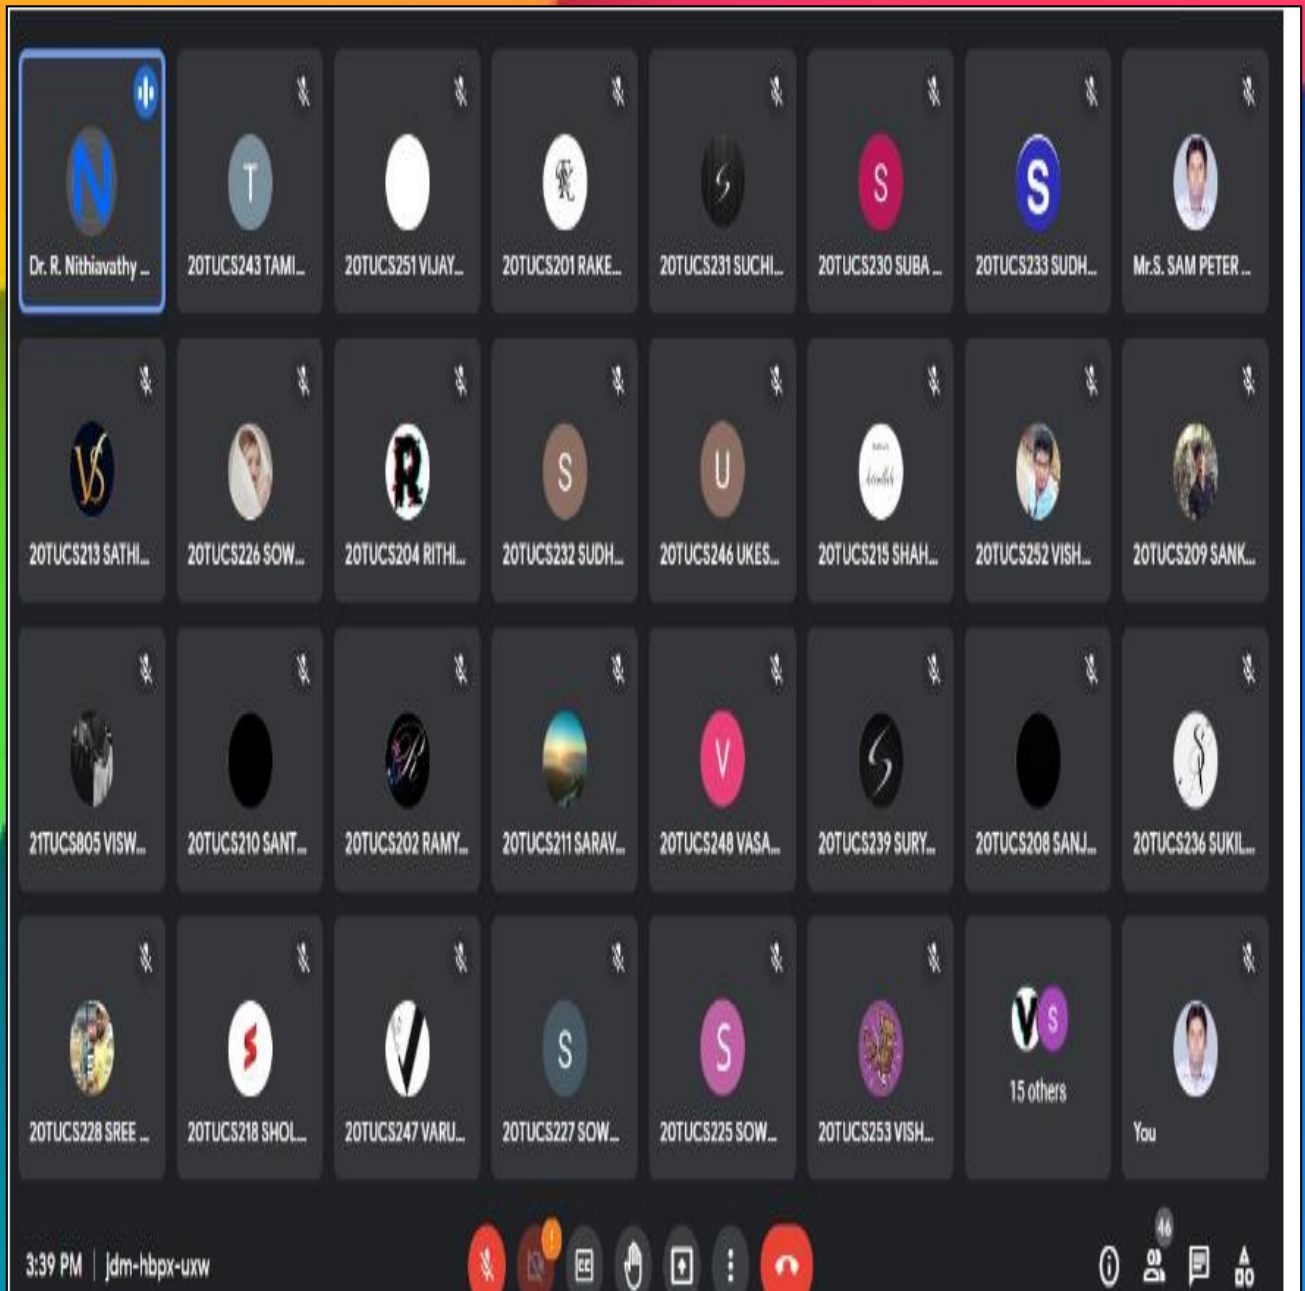 N T S S S
Dr. R. Nithiavathy ... 20TUCS243 TAMI... 20TUCS251 VIJAY... 20TUCS201 RAKE... 20TUCS231 SUCHI... 20TUCS230 SUBA ... 20TUCS233 SUDH... Mr.S. SAM PETER ...
VS R S U
20TUCS213 SATHI... 20TUCS226 SOW... 20TUCS204 RITHI... 20TUCS232 SUDH... 20TUCS246 UKES... 20TUCS215 SHAH... 20TUCS252 VISH... 20TUCS209 SANK...
R V S S
21TUCS805 VISW... 20TUCS210 SANT... 20TUCS202 RAMY... 20TUCS211 SARAV... 20TUCS248 VASA... 20TUCS239 SURY... 20TUCS208 SANJ... 20TUCS236 SUKIL...
S V S S V S
15 others
20TUCS228 SREE ... 20TUCS218 SHOL... 20TUCS247 VARU... 20TUCS227 SOW... 20TUCS225 SOW... 20TUCS253 VISH... You
46
3:39 PM | jdm-hbpx-uxw CC